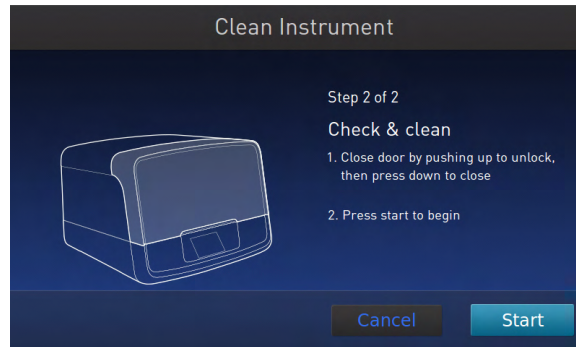 Clean Instrument
Step 2 of 2
Check & clean
1. Close door by pushing up to unlock,
then press down to close
2. Press start to begin
Cancel
Start